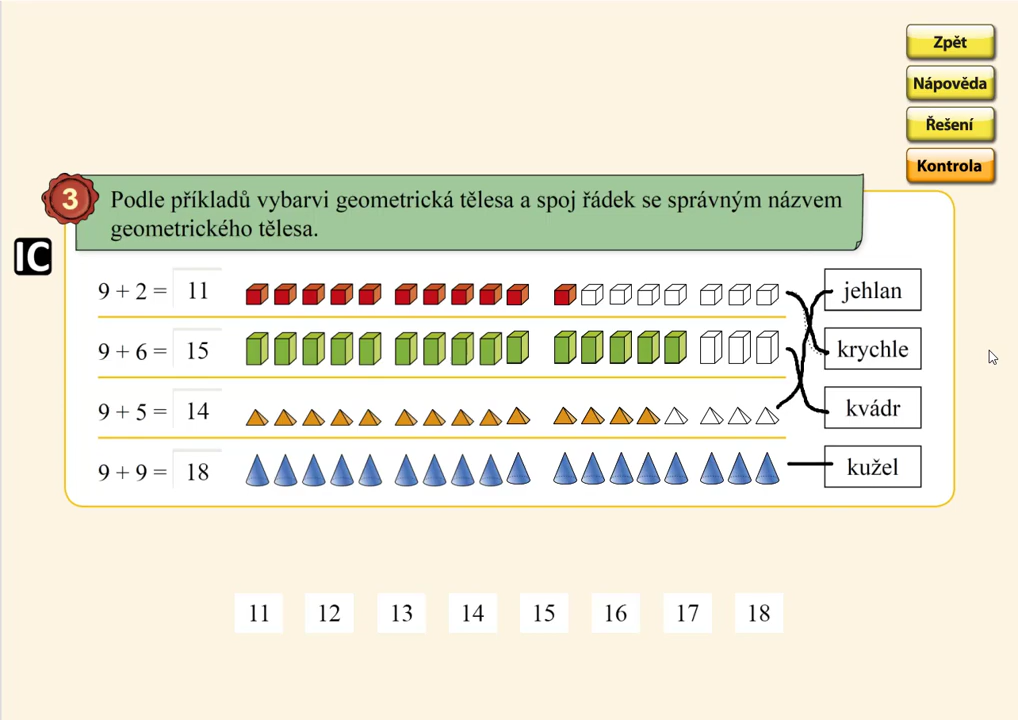 Zpět
Nápověda
Řešení
Kontrola
3 Podle příkladů vybarvi geometrická tělesa a spoj řádek se správným názvem
geometrického tělesa.
IC
9 + 2 = 11 jehlan
9 + 6 = 15 krychle
9 + 5 = 14 kvádr
9 + 9 = 18 kužel
11 12 13 14 15 16 17 18